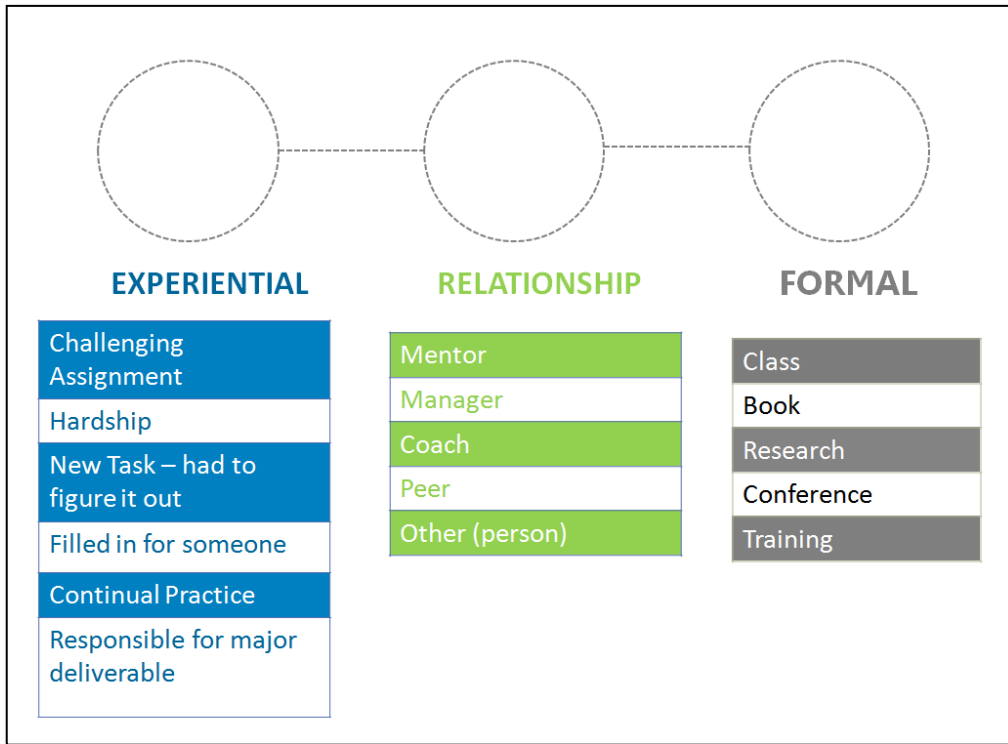 EXPERIENTIAL
Challenging
Assignment
Hardship
New Task – had to
figure it out
Filled in for someone
Continual Practice
Responsible for major
deliverable
RELATIONSHIP
Mentor
Manager
Coach
Peer
Other (person)
FORMAL
Class
Book
Research
Conference
Training